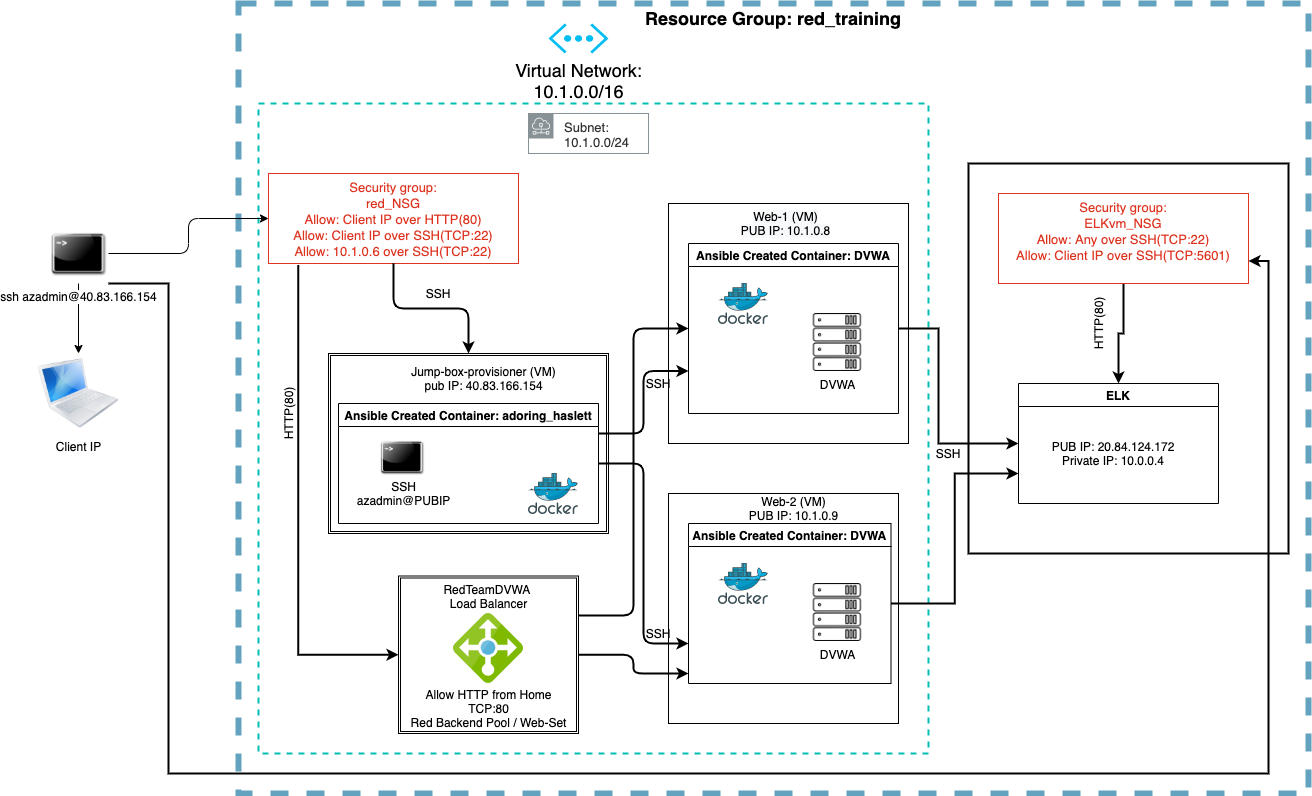 Resource Group: red_training
Virtual Network:
10.1.0.0/16
Subnet:
10.1.0.0/24
Security group:
red_NSG
Allow: Client IP over HTTP(80)
Allow: Client IP over SSH(TCP:22)
Allow: 10.1.0.6 over SSH(TCP:22)
ssh azadmin@40.83.166.154
Client IP
SSH
HTTP(80)
Jump-box-provisioner (VM)
pub IP: 40.83.166.154
Ansible Created Container: adoring_haslett
SSH
azadmin@PUBIP
docker
RedTeamDVWA
Load Balancer
Allow HTTP from Home
TCP:80
Red Backend Pool / Web-Set
SSH
SSH
Web-1 (VM)
PUB IP: 10.1.0.8
Ansible Created Container: DVWA
docker
DVWA
Web-2 (VM)
PUB IP: 10.1.0.9
Ansible Created Container: DVWA
docker
DVWA
SSH
Security group:
ELKvm_NSG
Allow: Any over SSH(TCP:22)
Allow: Client IP over SSH(TCP:5601)
HTTP(80)
ELK
PUB IP: 20.84.124.172
Private IP: 10.0.0.4